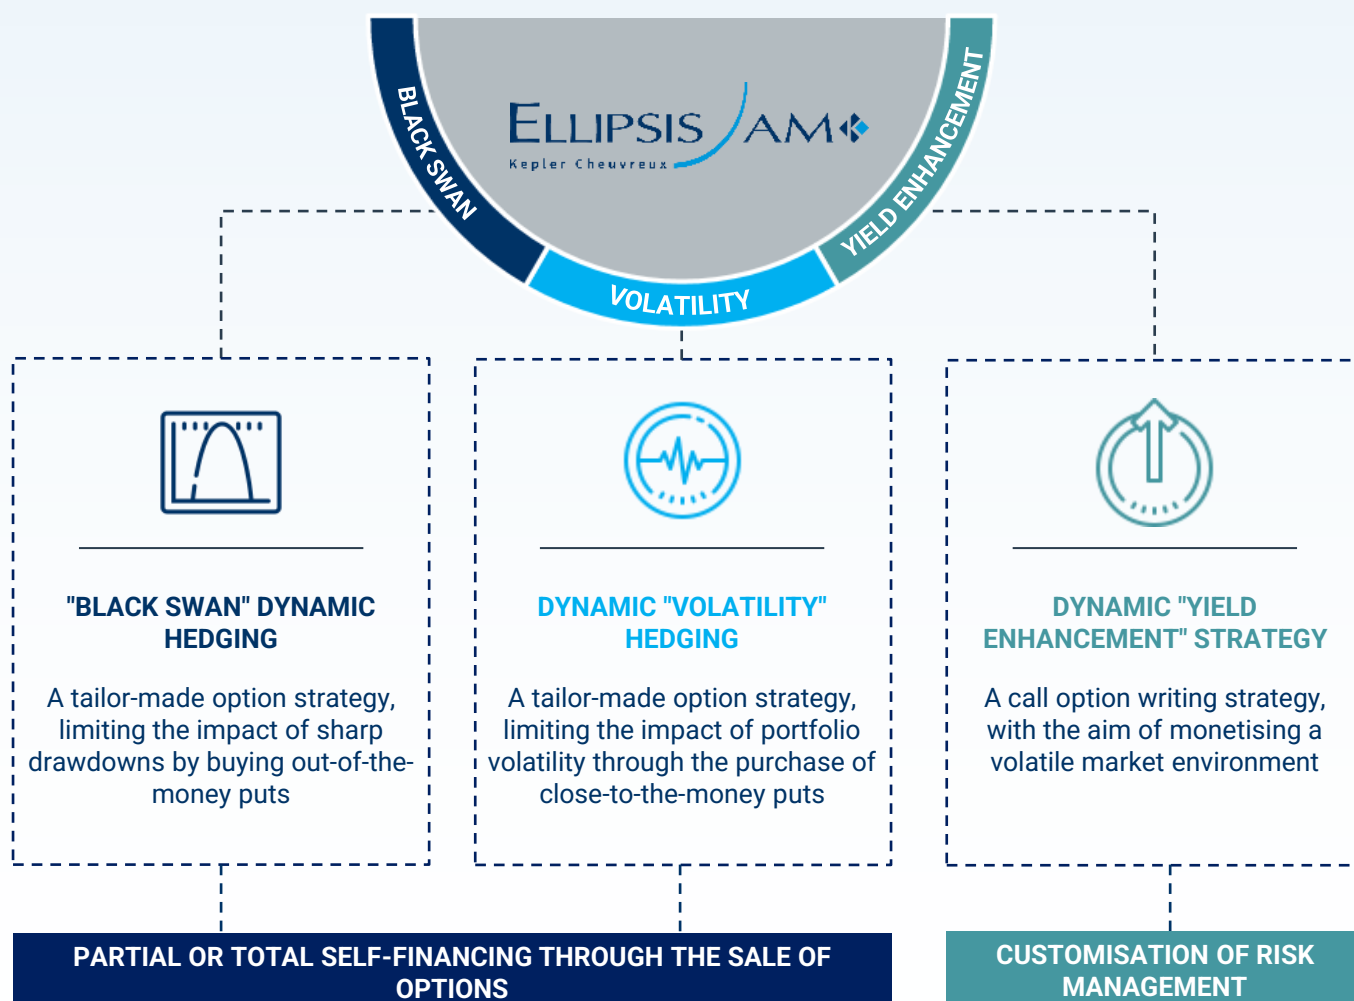 ELLIPSIS AM
Kepler Cheuvreux
BLACK SWAN
VOLATILITY
YIELD ENHANCEMENT
"BLACK SWAN" DYNAMIC
HEDGING
A tailor-made option strategy,
limiting the impact of sharp
drawdowns by buying out-of-the-
money puts
DYNAMIC "VOLATILITY"
HEDGING
A tailor-made option strategy,
limiting the impact of portfolio
volatility through the purchase of
close-to-the-money puts
DYNAMIC "YIELD
ENHANCEMENT" STRATEGY
A call option writing strategy,
with the aim of monetising a
volatile market environment
PARTIAL OR TOTAL SELF-FINANCING THROUGH THE SALE OF
OPTIONS
CUSTOMISATION OF RISK
MANAGEMENT